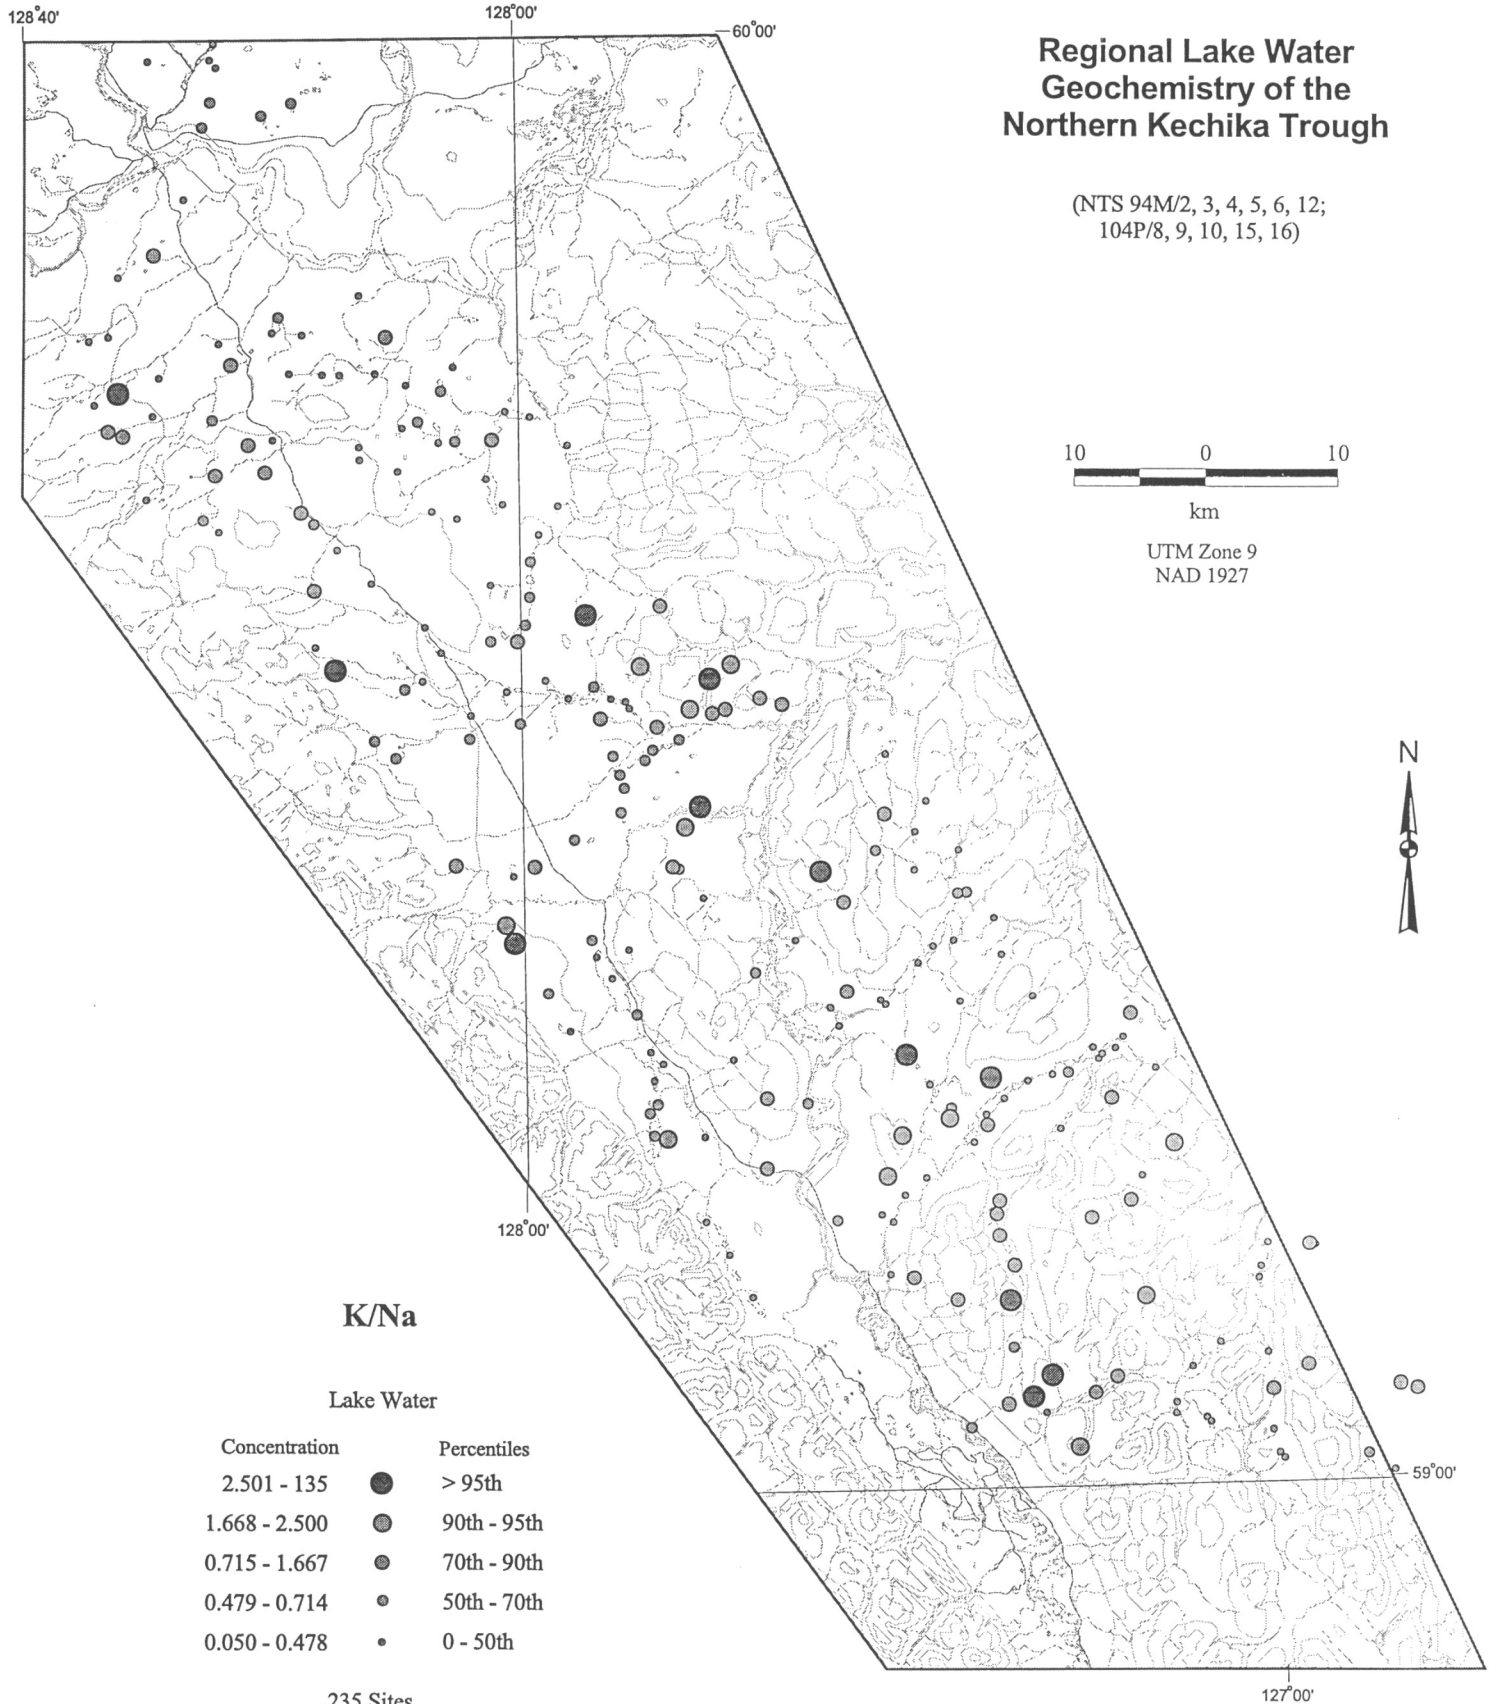 128°40'
128°00'
60°00'
Regional Lake Water
Geochemistry of the
Northern Kechika Trough
(NTS 94M/2, 3, 4, 5, 6, 12;
104P/8, 9, 10, 15, 16)
10 0 10
km
UTM Zone 9
NAD 1927
N
128°00'
K/Na
Lake Water
Concentration Percentiles
2.501 - 135 > 95th
1.668 - 2.500 90th - 95th
0.715 - 1.667 70th - 90th
0.479 - 0.714 50th - 70th
0.050 - 0.478 0 - 50th
235 Sites
59°00'
127°00'